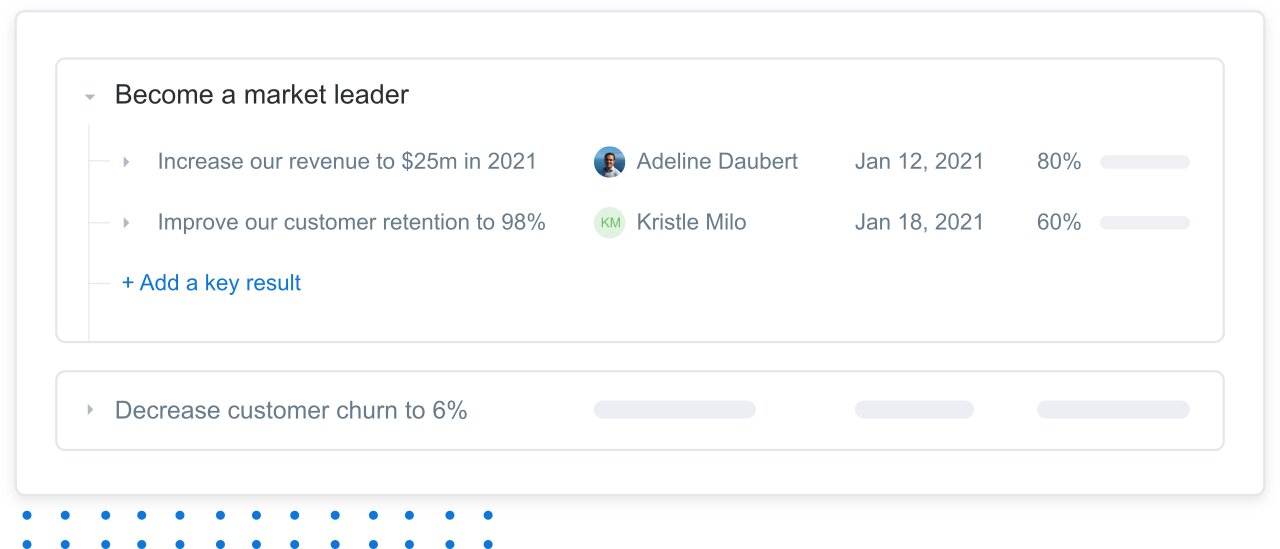 Become a market leader
Increase our revenue to $25m in 2021 Adeline Daubert Jan 12, 2021 80%
Improve our customer retention to 98% KM Kristle Milo Jan 18, 2021 60%
+ Add a key result
Decrease customer churn to 6%